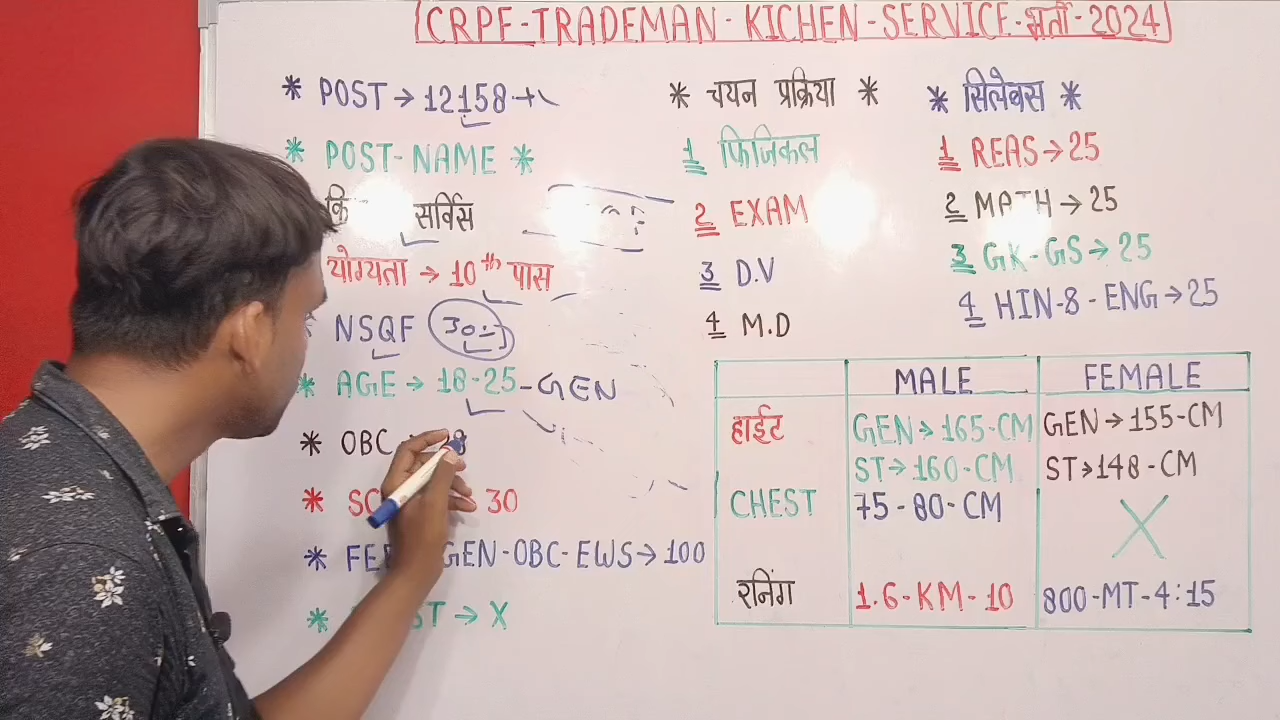 CRPF-TRADEMAN-KICHEN-SERVICE-भर्ती-2024
* POST → 12158 +
* POST-NAME *
कि सर्विस
योग्यता → 10th पास
NSQF 30
* AGE → 18-25-GEN
* OBC 8
* SC 30
* FEE GEN-OBC-EWS → 100
* ST → X
* चयन प्रक्रिया *
1 फिजिकल
2 EXAM
3 D.V
4 M.D
* सिलेबस *
1 REAS → 25
2 MATH → 25
3 GK-GS → 25
4 HIN-8-ENG → 25
MALE FEMALE
हाईट GEN → 165-CM GEN → 155-CM
ST → 160-CM ST → 148-CM
CHEST 75-80-CM X
रनिंग 1.6-KM-10 800-MT-4:15